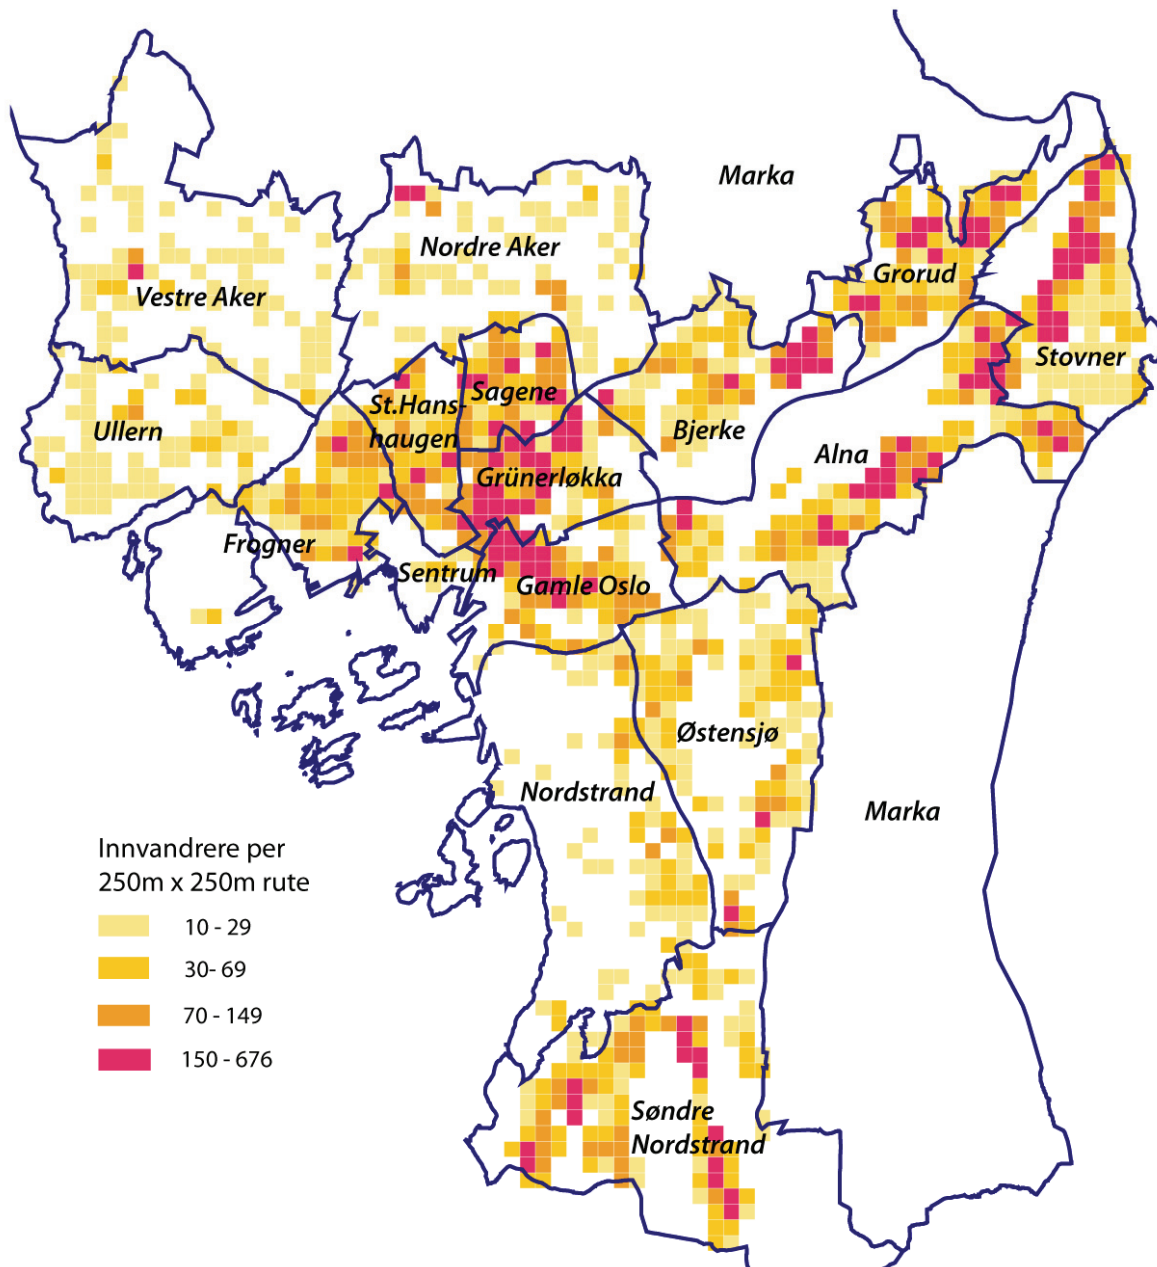 Marka
Nordre Aker
Grorud
Vestre Aker
Stovner
Sagene
St.Hans-
haugen
Ullern
Bjerke
Alna
Grünerløkka
Frogner
Sentrum
Gamle Oslo
Østensjø
Nordstrand
Marka
Innvandrere per
250m x 250m rute
10 - 29
30- 69
70 - 149
150 - 676
Søndre
Nordstrand